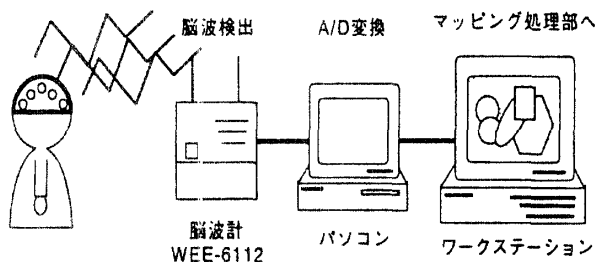 脳波検出
A/D変換
マッピング処理部へ
脳波計
WEE-6112
パソコン
ワークステーション